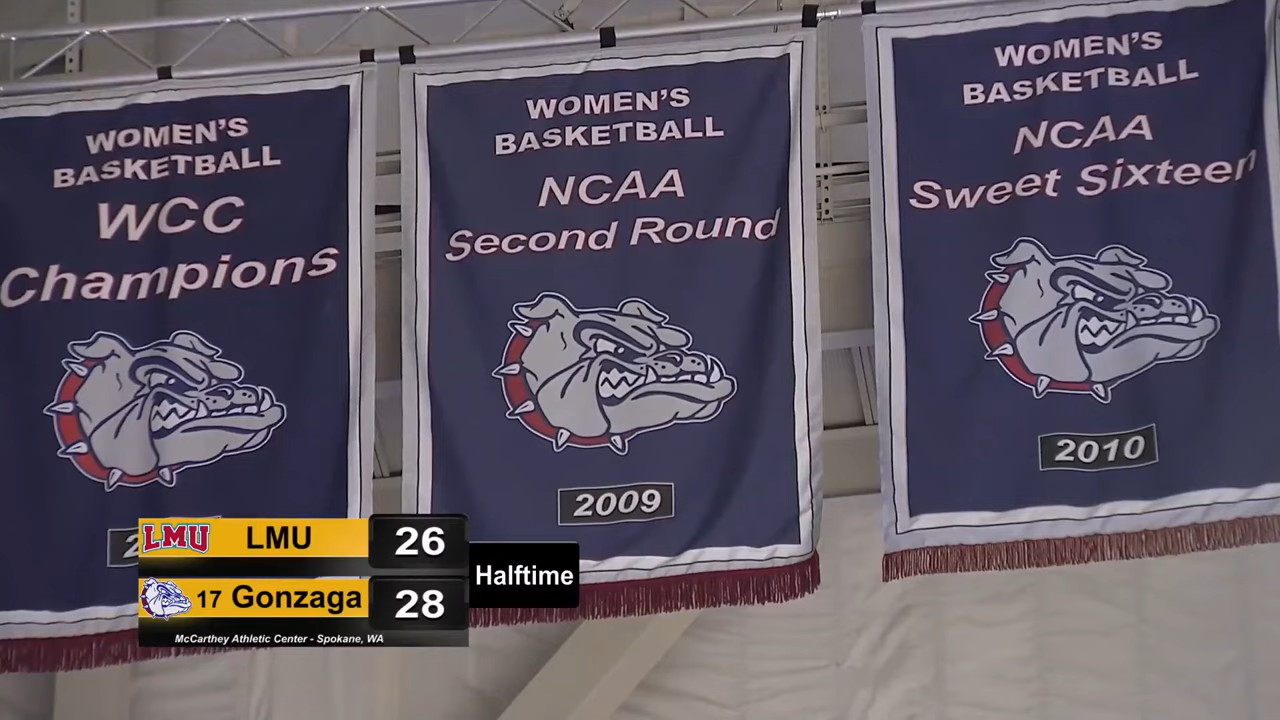 WOMEN'S
BASKETBALL
WCC
Champions
WOMEN'S
BASKETBALL
NCAA
Second Round
2009
WOMEN'S
BASKETBALL
NCAA
Sweet Sixteen
2010
LMU LMU 26
17 Gonzaga 28
Halftime
McCarthey Athletic Center - Spokane, WA